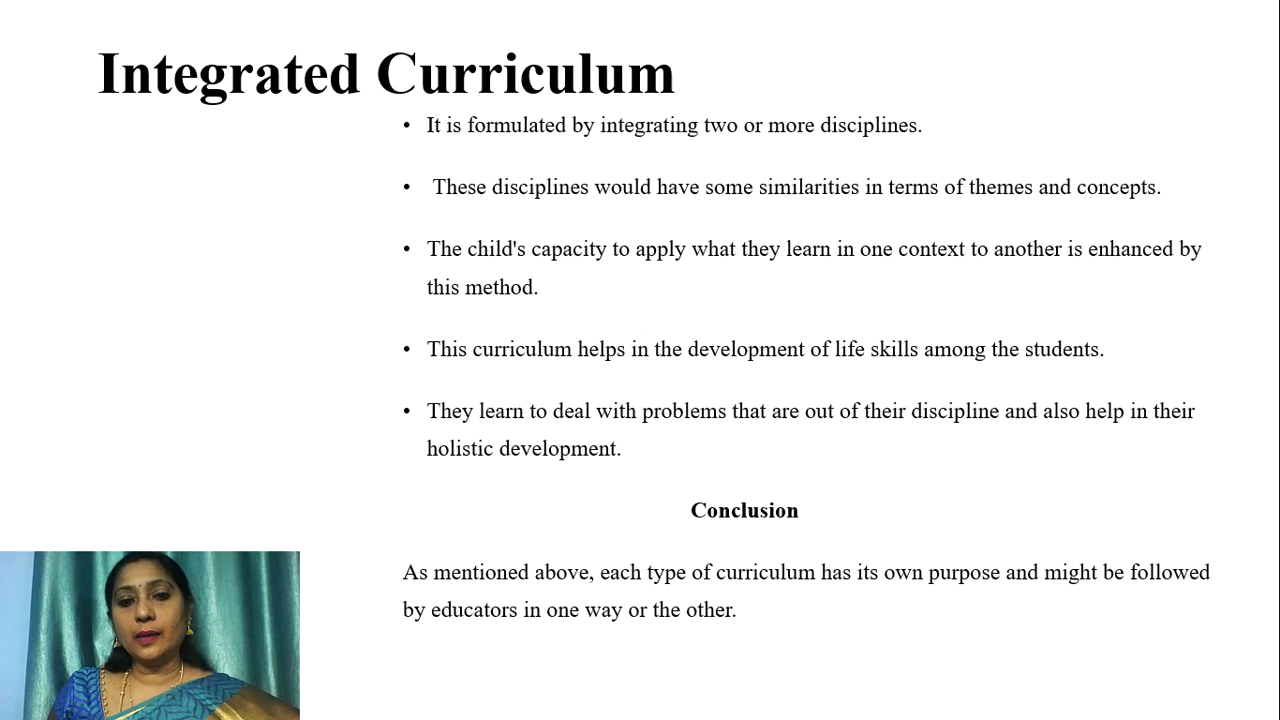 Integrated Curriculum
• It is formulated by integrating two or more disciplines.
• These disciplines would have some similarities in terms of themes and concepts.
• The child's capacity to apply what they learn in one context to another is enhanced by
this method.
• This curriculum helps in the development of life skills among the students.
• They learn to deal with problems that are out of their discipline and also help in their
holistic development.
Conclusion
As mentioned above, each type of curriculum has its own purpose and might be followed
by educators in one way or the other.